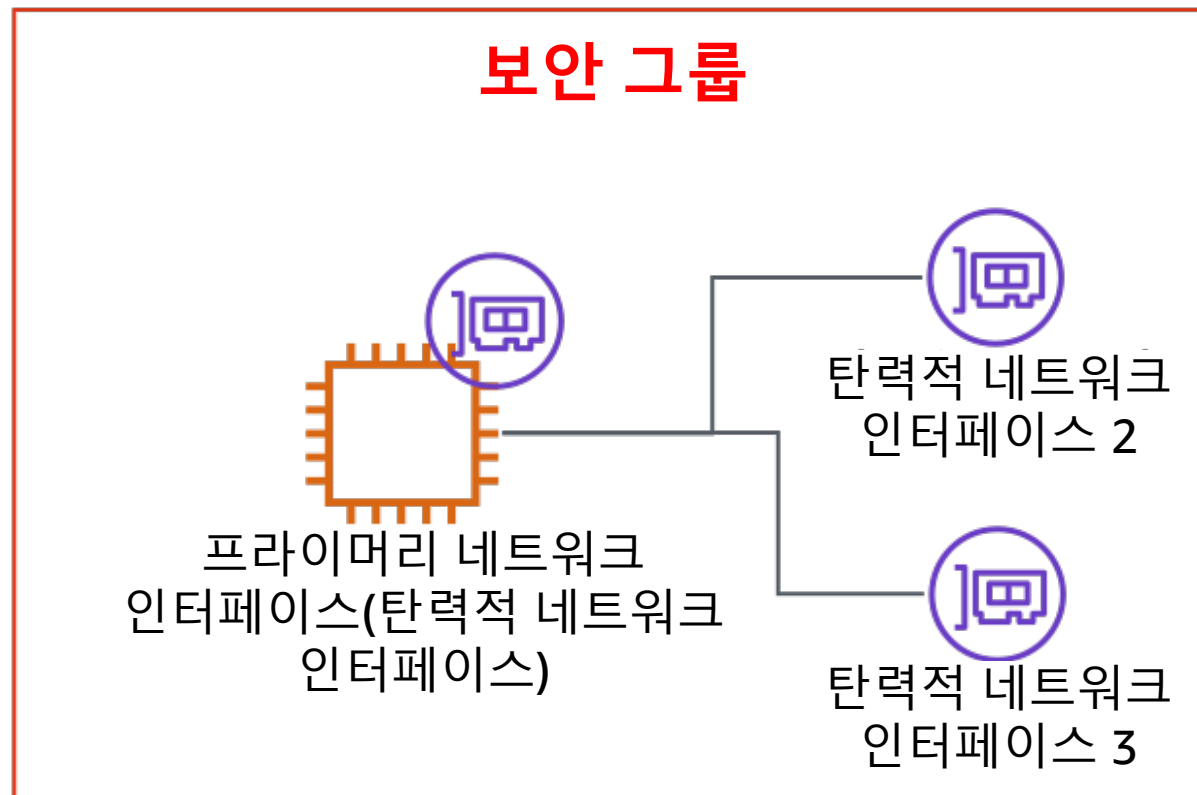 보안 그룹
탄력적 네트워크
인터페이스 2
프라이머리 네트워크
인터페이스(탄력적 네트워크
인터페이스)
탄력적 네트워크
인터페이스 3